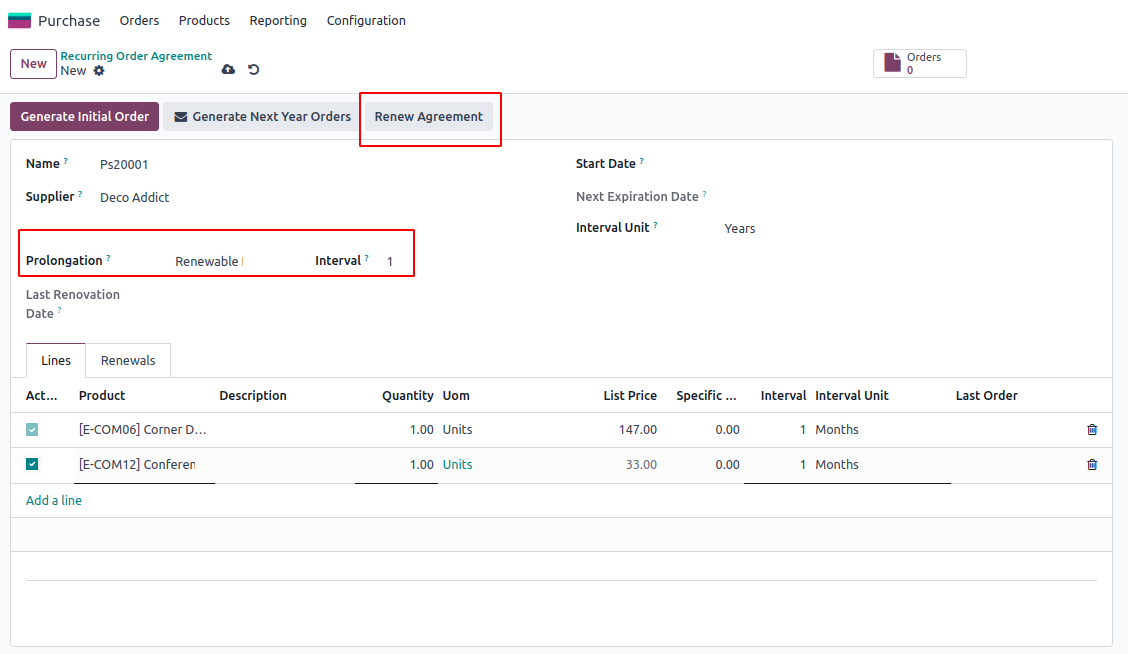 Purchase Orders Products Reporting Configuration
New
Recurring Order Agreement
New
Orders
0
Generate Initial Order Generate Next Year Orders Renew Agreement
Name ? Ps20001
Start Date ?
Supplier ? Deco Addict
Next Expiration Date ?
Interval Unit ? Years
Prolongation ? Renewable Interval ? 1
Last Renovation
Date ?
Lines Renewals
Act... Product Description Quantity Uom List Price Specific ... Interval Interval Unit Last Order
[E-COM06] Corner D... 1.00 Units 147.00 0.00 1 Months
[E-COM12] Conferen 1.00 Units 33.00 0.00 1 Months
Add a line